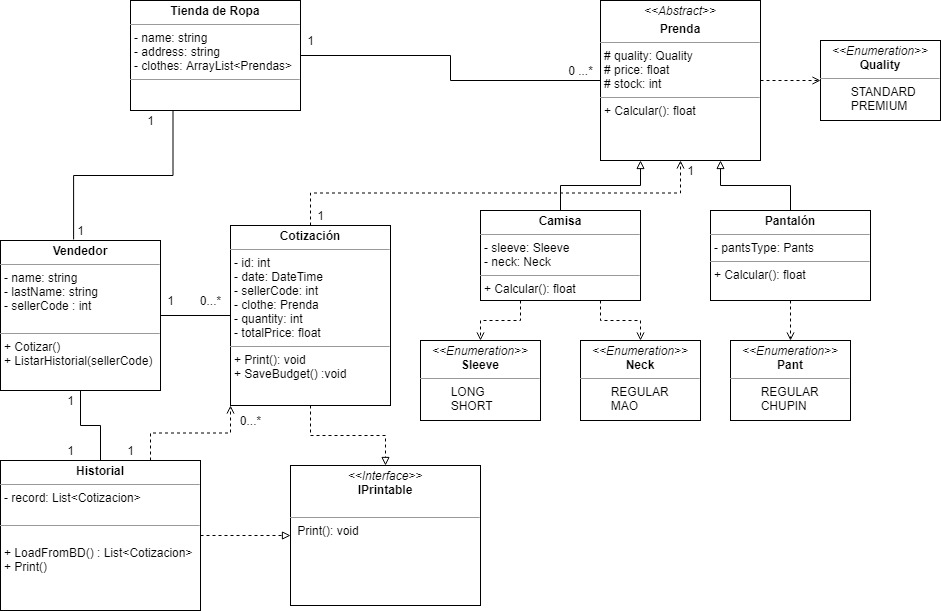 Tienda de Ropa
- name: string
- address: string
- clothes: ArrayList<Prendas>
1
0 ...*
<<Abstract>>
Prenda
# quality: Quality
# price: float
# stock: int
+ Calcular(): float
<<Enumeration>>
Quality
STANDARD
PREMIUM
1
1
1
1
Vendedor
- name: string
- lastName: string
- sellerCode : int
+ Cotizar()
+ ListarHistorial(sellerCode)
1
0...*
Cotización
- id: int
- date: DateTime
- sellerCode: int
- clothe: Prenda
- quantity: int
- totalPrice: float
+ Print(): void
+ SaveBudget() :void
Camisa
- sleeve: Sleeve
- neck: Neck
+ Calcular(): float
Pantalón
- pantsType: Pants
+ Calcular(): float
<<Enumeration>>
Sleeve
LONG
SHORT
<<Enumeration>>
Neck
REGULAR
MAO
<<Enumeration>>
Pant
REGULAR
CHUPIN
1
0...*
1
1
Historial
- record: List<Cotizacion>
+ LoadFromBD() : List<Cotizacion>
+ Print()
<<Interface>>
IPrintable
Print(): void